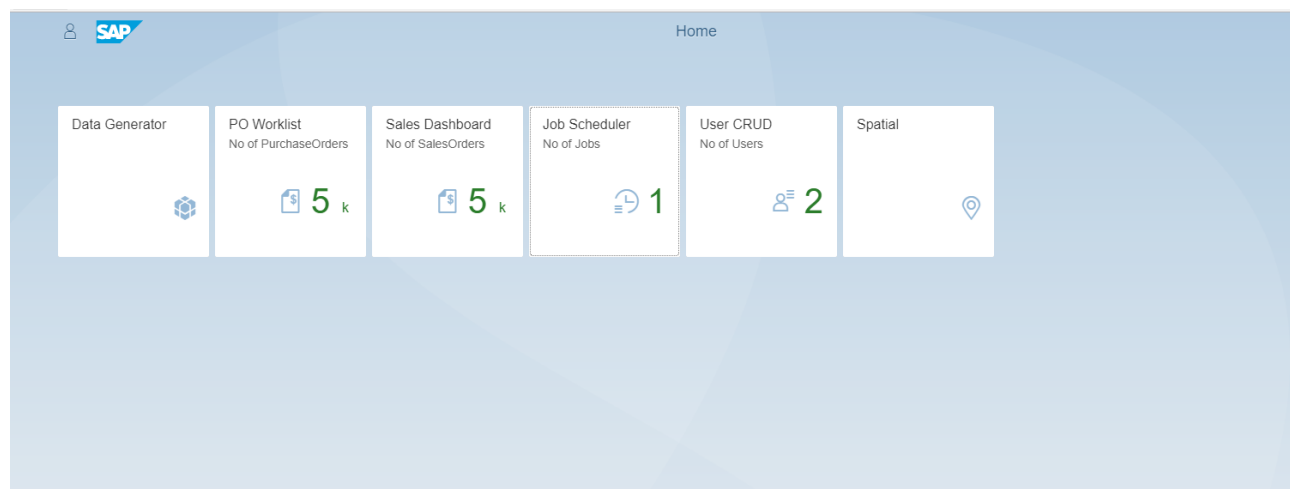 SAP
Home
Data Generator
PO Worklist
No of PurchaseOrders
$ 5 k
Sales Dashboard
No of SalesOrders
$ 5 k
Job Scheduler
No of Jobs
1
User CRUD
No of Users
2
Spatial